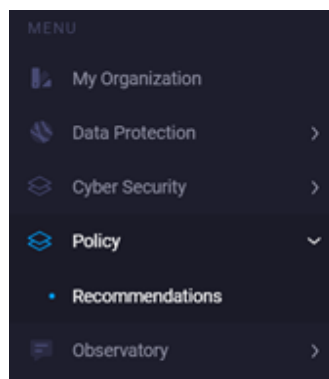 MENU
My Organization
Data Protection
Cyber Security
Policy
Recommendations
Observatory